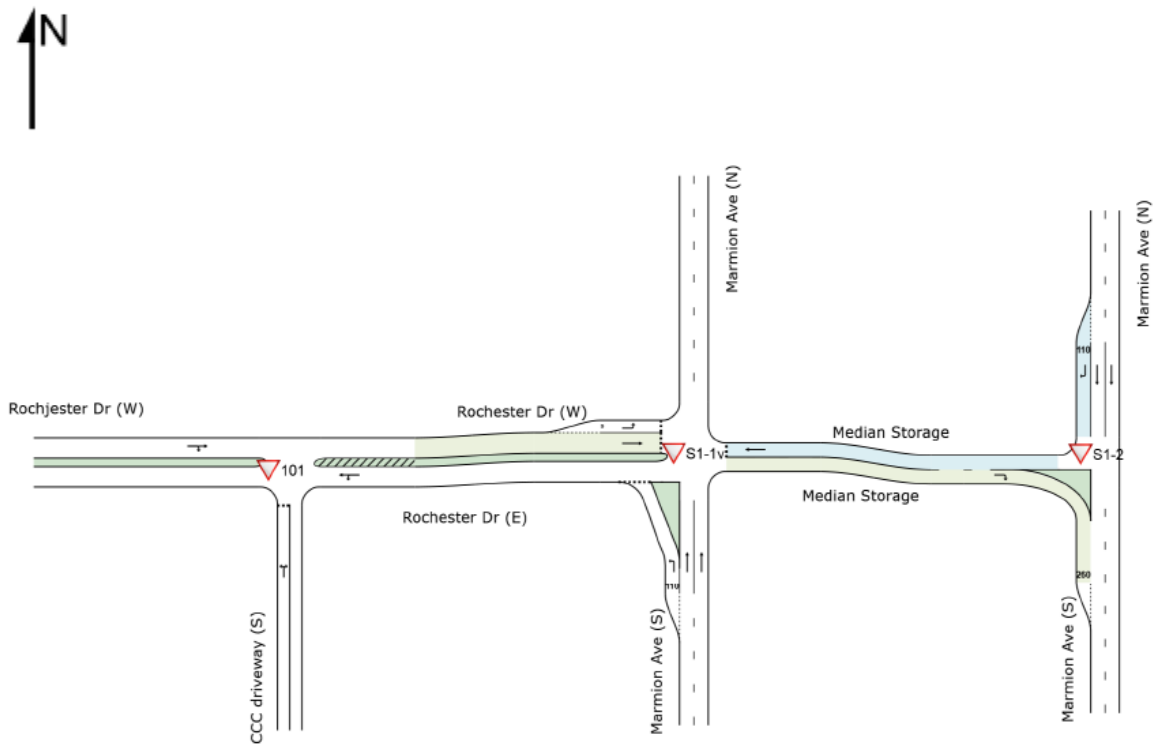 N
Marmion Ave (N)
Marmion Ave (N)
110
Rochjester Dr (W)
Rochester Dr (W)
Median Storage
S1-1v
S1-2
101
Median Storage
Rochester Dr (E)
110
260
CCC driveway (S)
Marmion Ave (S)
Marmion Ave (S)